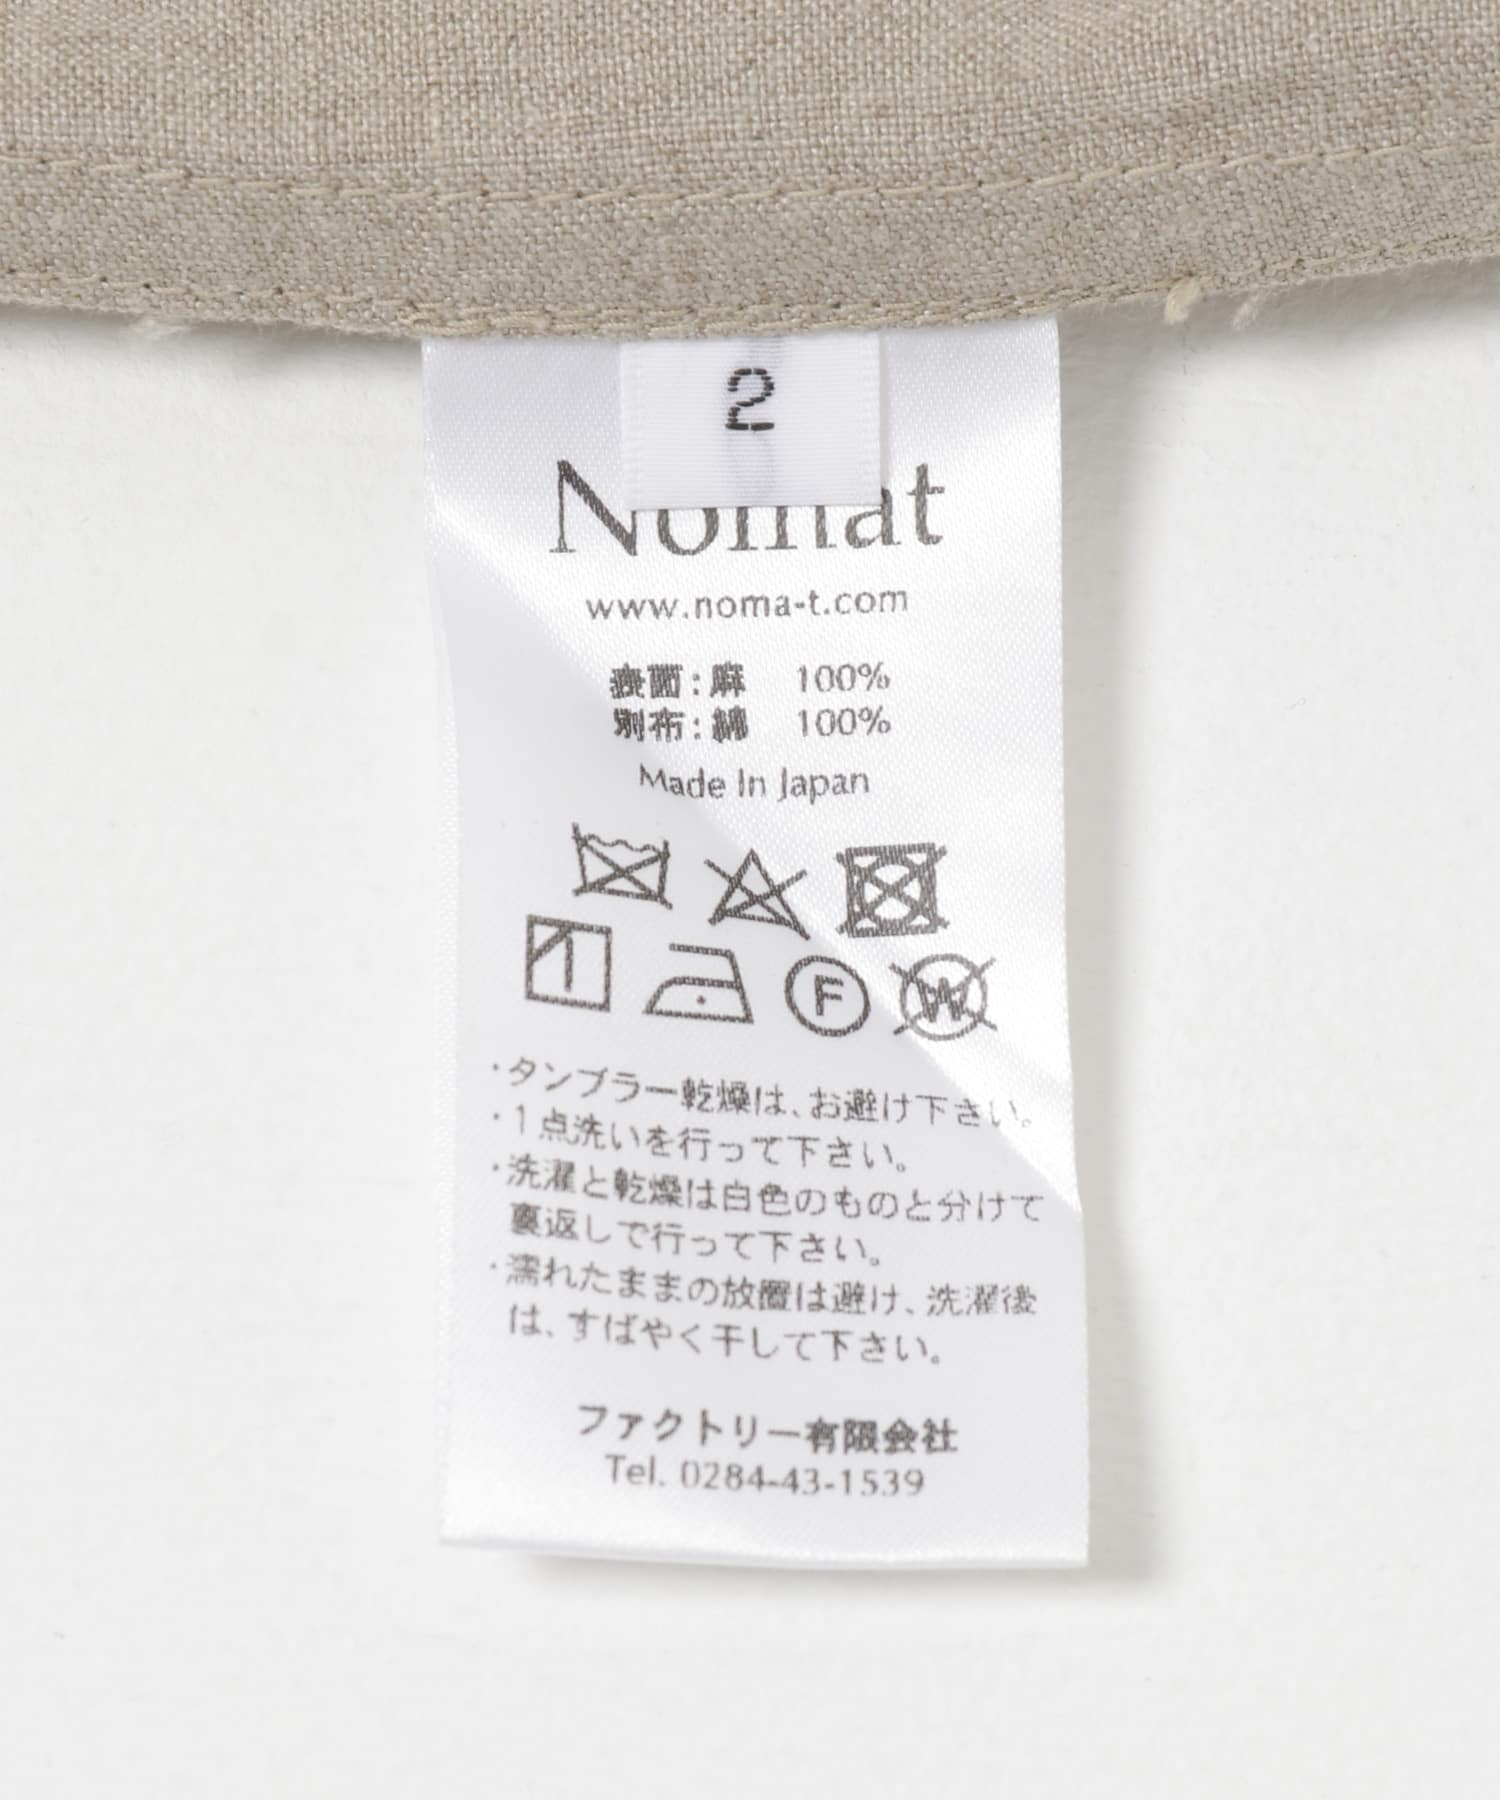 2
Nomat
www.noma-t.com
表面：麻 100%
別布：綿 100%
Made In Japan
F
W
・タンブラー乾燥は、お避け下さい。
・1点洗いを行って下さい。
・洗濯と乾燥は白色のものと分けて
裏返しで行って下さい。
・濡れたままの放置は避け、洗濯後
は、すばやく干して下さい。
ファクトリー有限会社
Tel. 0284-43-1539